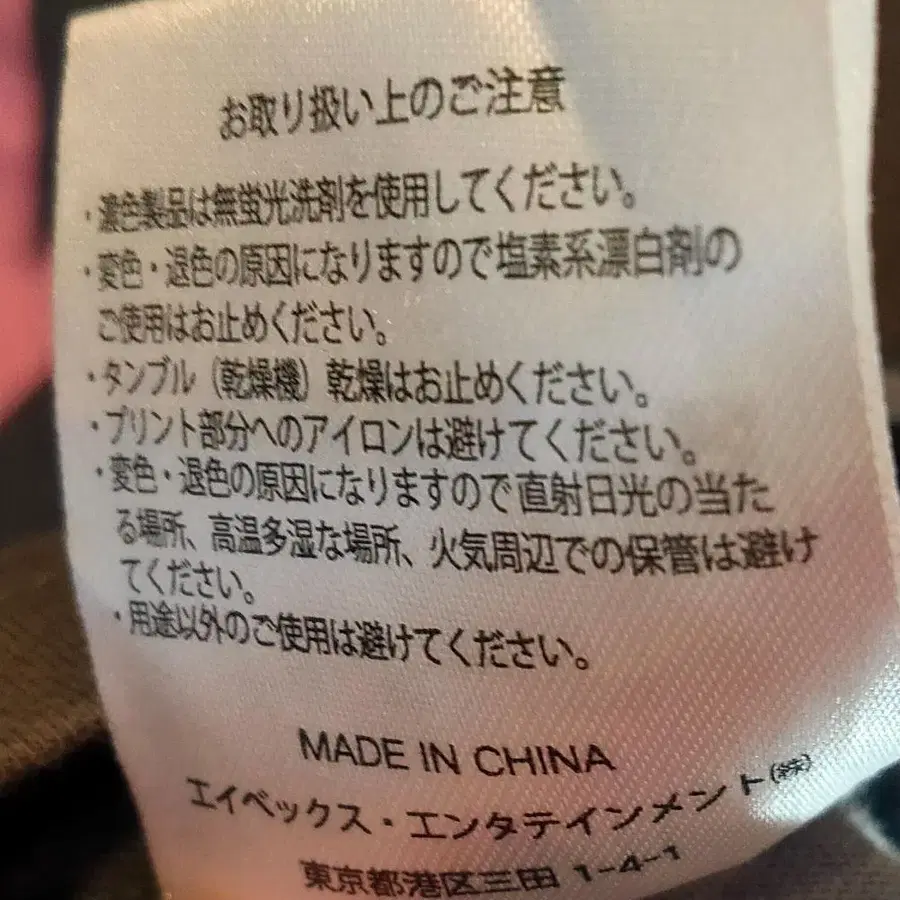 お取り扱い上のご注意
・濃色製品は無蛍光洗剤を使用してください。
・変色・退色の原因になりますので塩素系漂白剤の
ご使用はお止めください。
・タンブル（乾燥機）乾燥はお止めください。
・プリント部分へのアイロンは避けてください。
・変色・退色の原因になりますので直射日光の当た
る場所、高温多湿な場所、火気周辺での保管は避け
てください。
・用途以外のご使用は避けてください。
MADE IN CHINA
エイベックス・エンタテインメント㈱
東京都港区三田 1-4-1